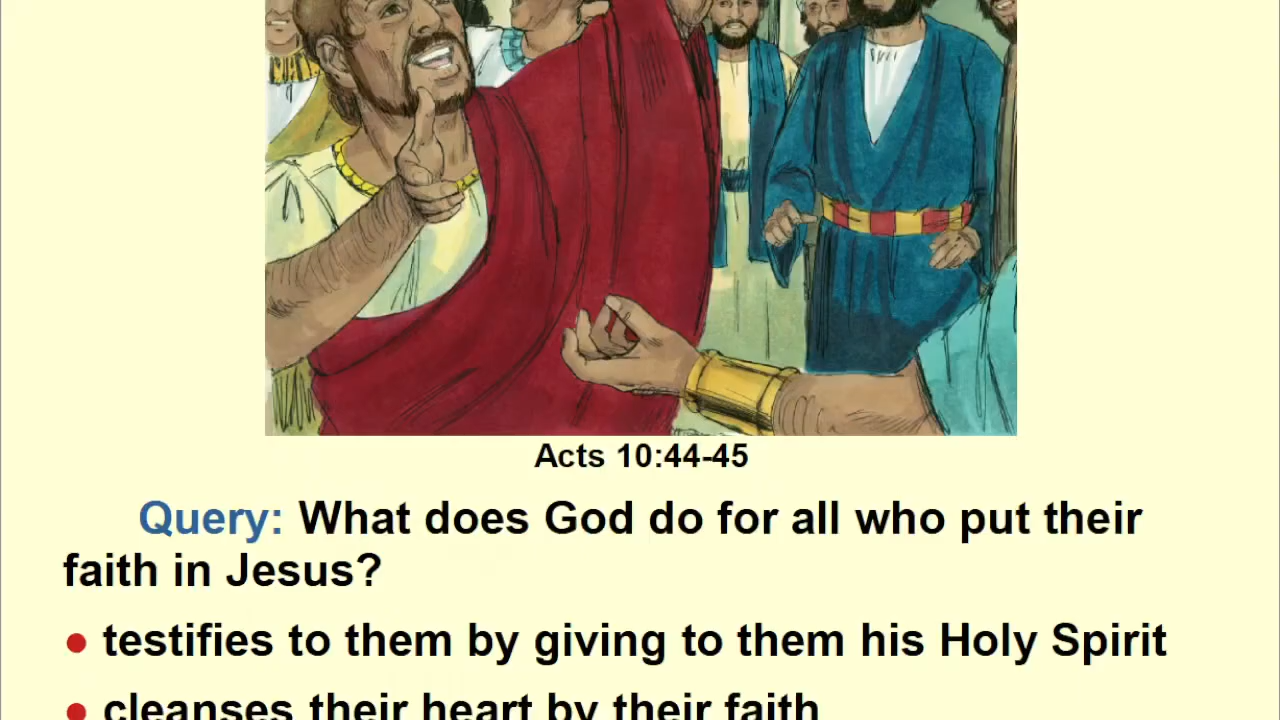 Acts 10:44-45
Query: What does God do for all who put their
faith in Jesus?
● testifies to them by giving to them his Holy Spirit
● cleanses their heart by their faith